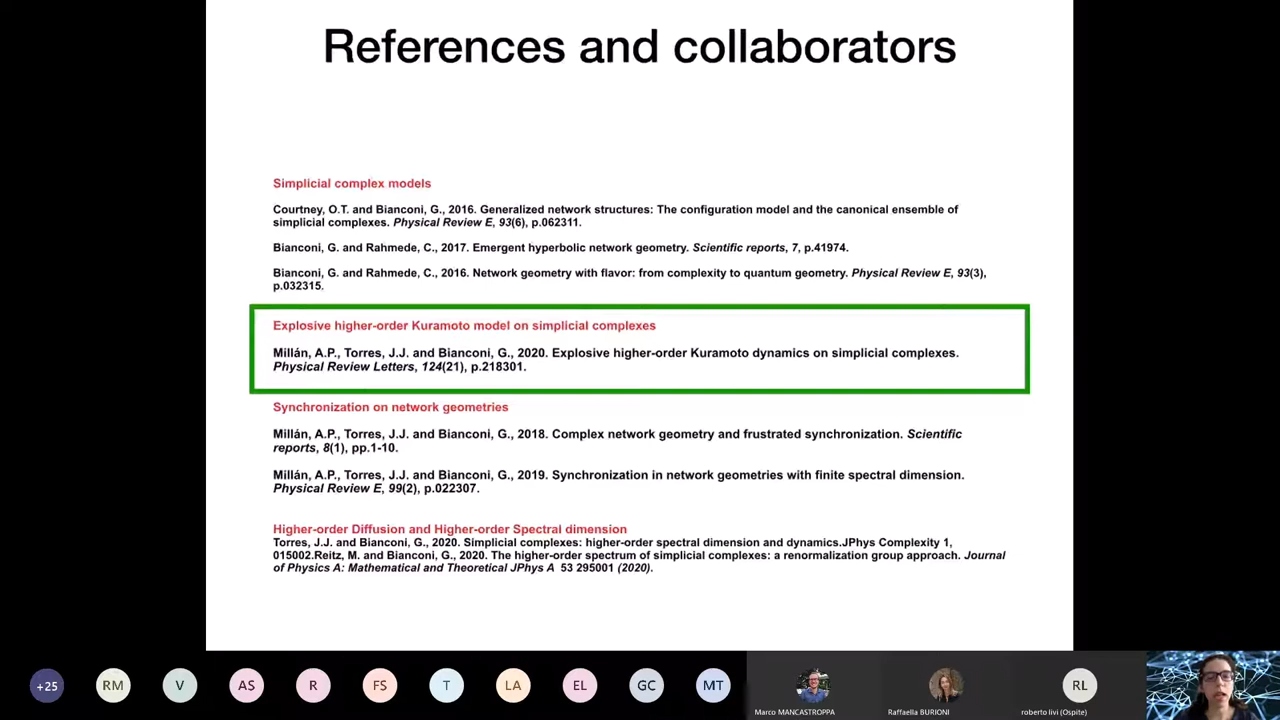 References and collaborators
Simplicial complex models
Courtney, O.T. and Bianconi, G., 2016. Generalized network structures: The configuration model and the canonical ensemble of
simplicial complexes. Physical Review E, 93(6), p.062311.
Bianconi, G. and Rahmede, C., 2017. Emergent hyperbolic network geometry. Scientific reports, 7, p.41974.
Bianconi, G. and Rahmede, C., 2016. Network geometry with flavor: from complexity to quantum geometry. Physical Review E, 93(3),
p.032315.
Explosive higher-order Kuramoto model on simplicial complexes
Millán, A.P., Torres, J.J. and Bianconi, G., 2020. Explosive higher-order Kuramoto dynamics on simplicial complexes.
Physical Review Letters, 124(21), p.218301.
Synchronization on network geometries
Millán, A.P., Torres, J.J. and Bianconi, G., 2018. Complex network geometry and frustrated synchronization. Scientific
reports, 8(1), pp.1-10.
Millán, A.P., Torres, J.J. and Bianconi, G., 2019. Synchronization in network geometries with finite spectral dimension.
Physical Review E, 99(2), p.022307.
Higher-order Diffusion and Higher-order Spectral dimension
Torres, J.J. and Bianconi, G., 2020. Simplicial complexes: higher-order spectral dimension and dynamics.JPhys Complexity 1,
015002.Reitz, M. and Bianconi, G., 2020. The higher-order spectrum of simplicial complexes: a renormalization group approach. Journal
of Physics A: Mathematical and Theoretical JPhys A 53 295001 (2020).
+25 RM V AS R FS T LA EL GC MT RL
Marco MANCASTROPPA Raffaella BURIONI roberto livi (Ospite)